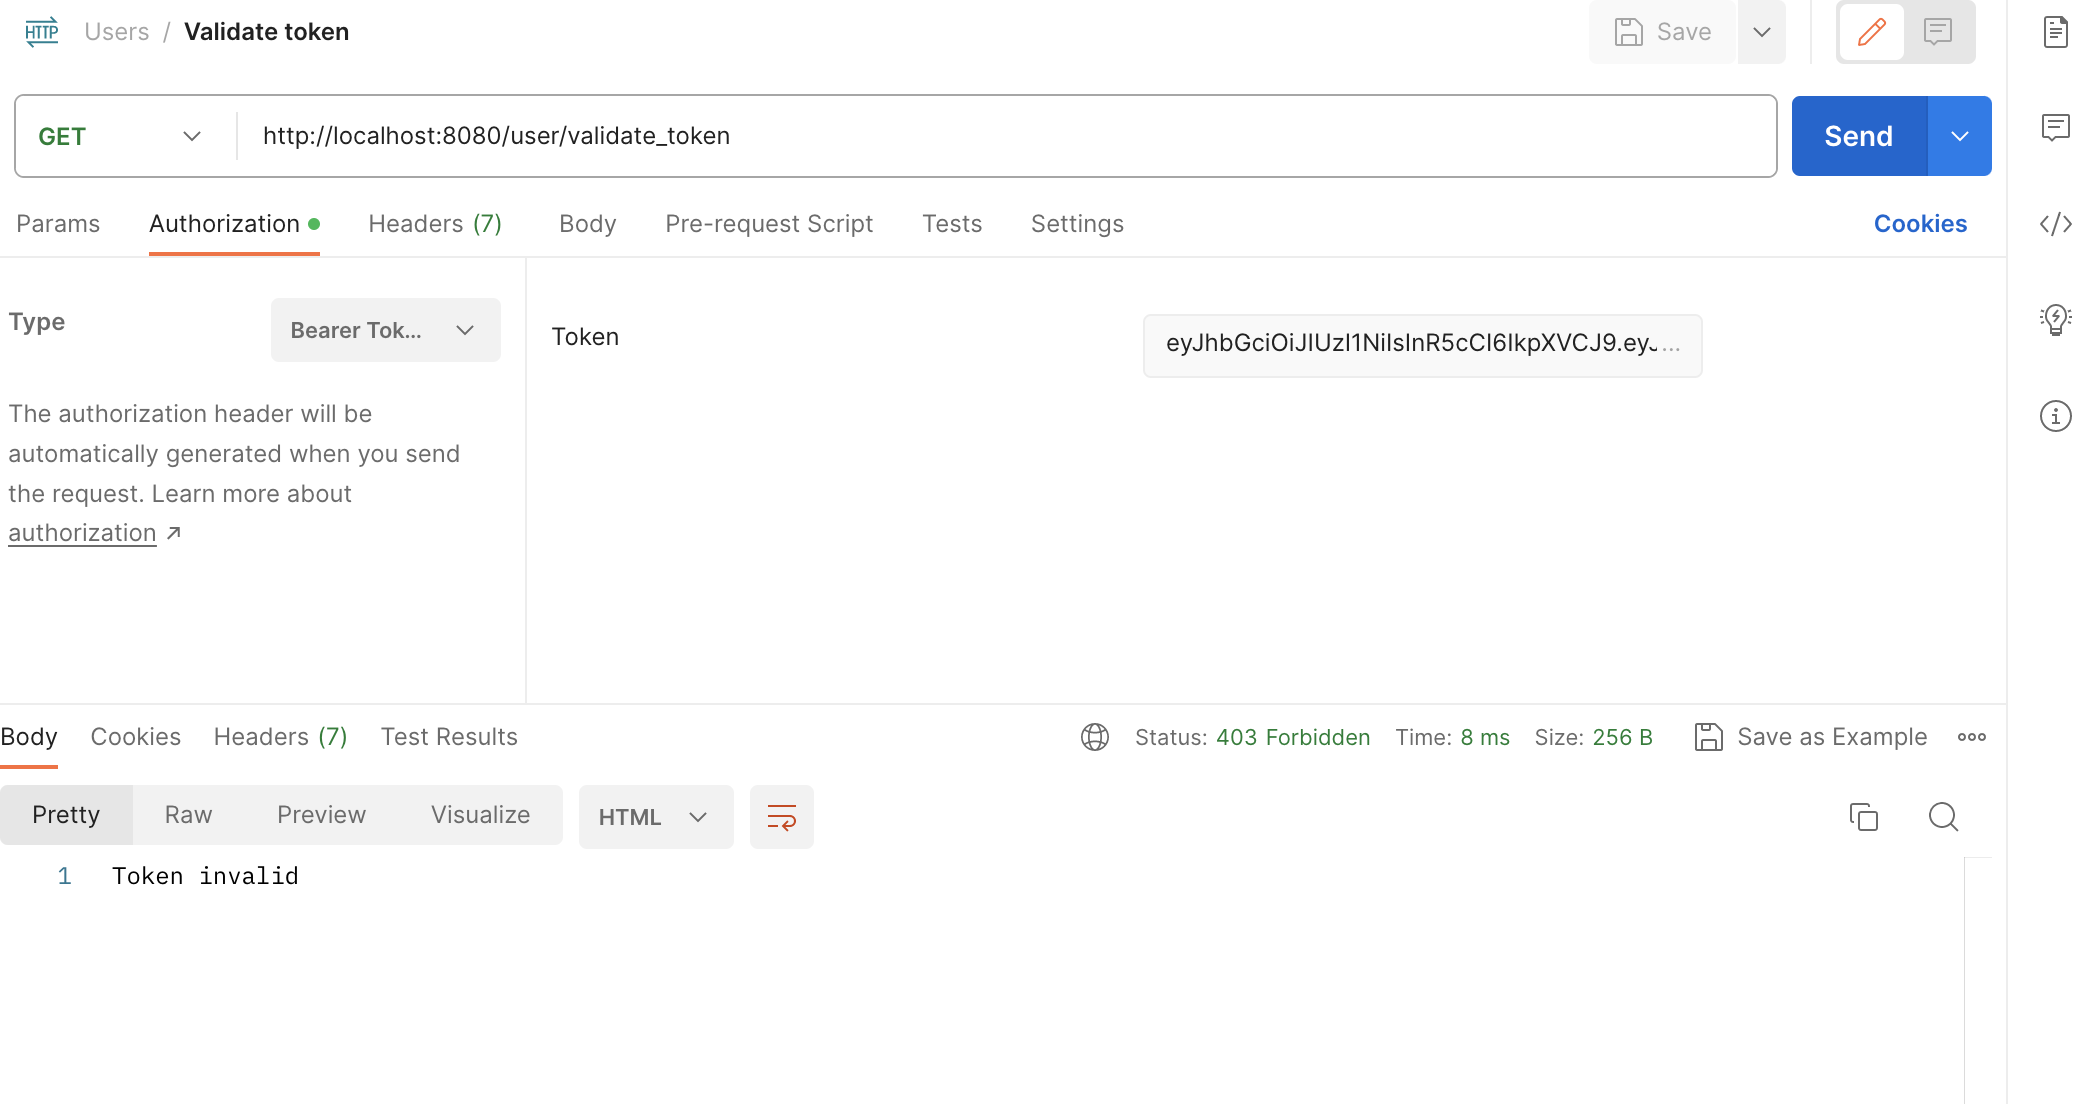 HTTP Users / Validate token Save
GET http://localhost:8080/user/validate_token Send
Params Authorization Headers (7) Body Pre-request Script Tests Settings Cookies
Type Bearer Tok... Token eyJhbGciOiJIUzI1NiIsInR5cCI6IkpXVCJ9.eyJ...
The authorization header will be
automatically generated when you send
the request. Learn more about
authorization ↗
Body Cookies Headers (7) Test Results Status: 403 Forbidden Time: 8 ms Size: 256 B Save as Example
Pretty Raw Preview Visualize HTML
1 Token invalid